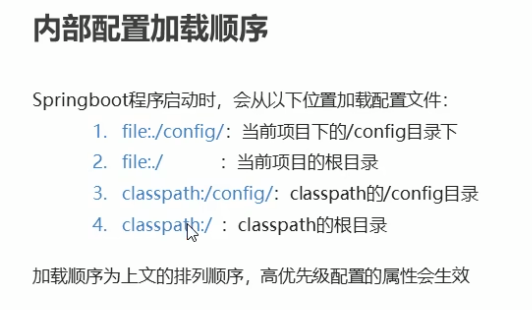 内部配置加载顺序
Springboot程序启动时，会从以下位置加载配置文件：
1. file:./config/：当前项目下的/config目录下
2. file:./ ：当前项目的根目录
3. classpath:/config/：classpath的/config目录
4. classpath:/ ：classpath的根目录
加载顺序为上文的排列顺序，高优先级配置的属性会生效